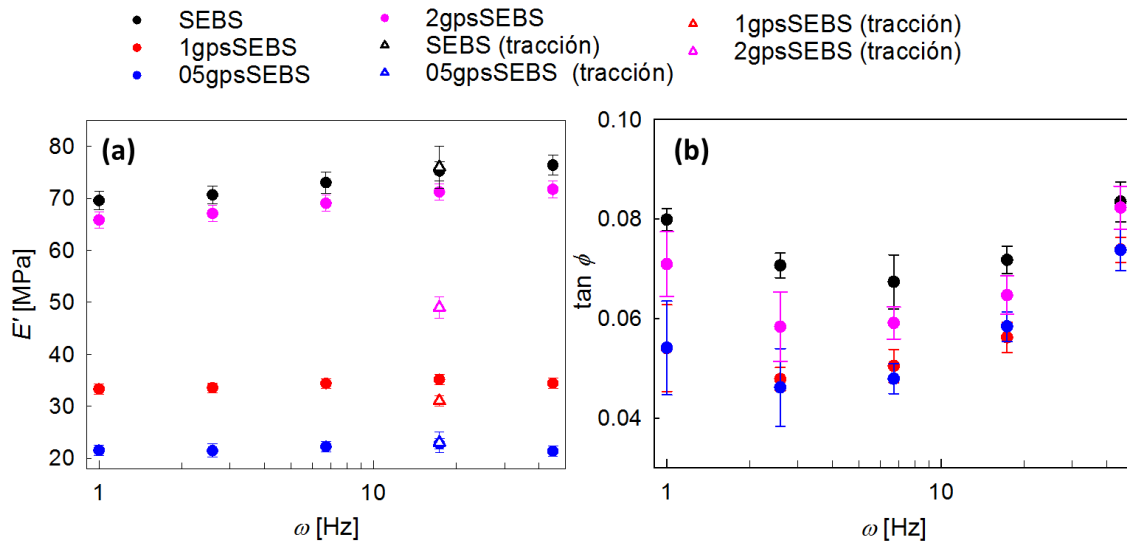 SEBS
1gpsSEBS
05gpsSEBS
2gpsSEBS
SEBS (tracción)
05gpsSEBS (tracción)
1gpsSEBS (tracción)
2gpsSEBS (tracción)
(a)
E' [MPa]
80
70
60
50
40
30
20
1
10
ω [Hz]
(b)
tan ϕ
0.10
0.08
0.06
0.04
1
10
ω [Hz]